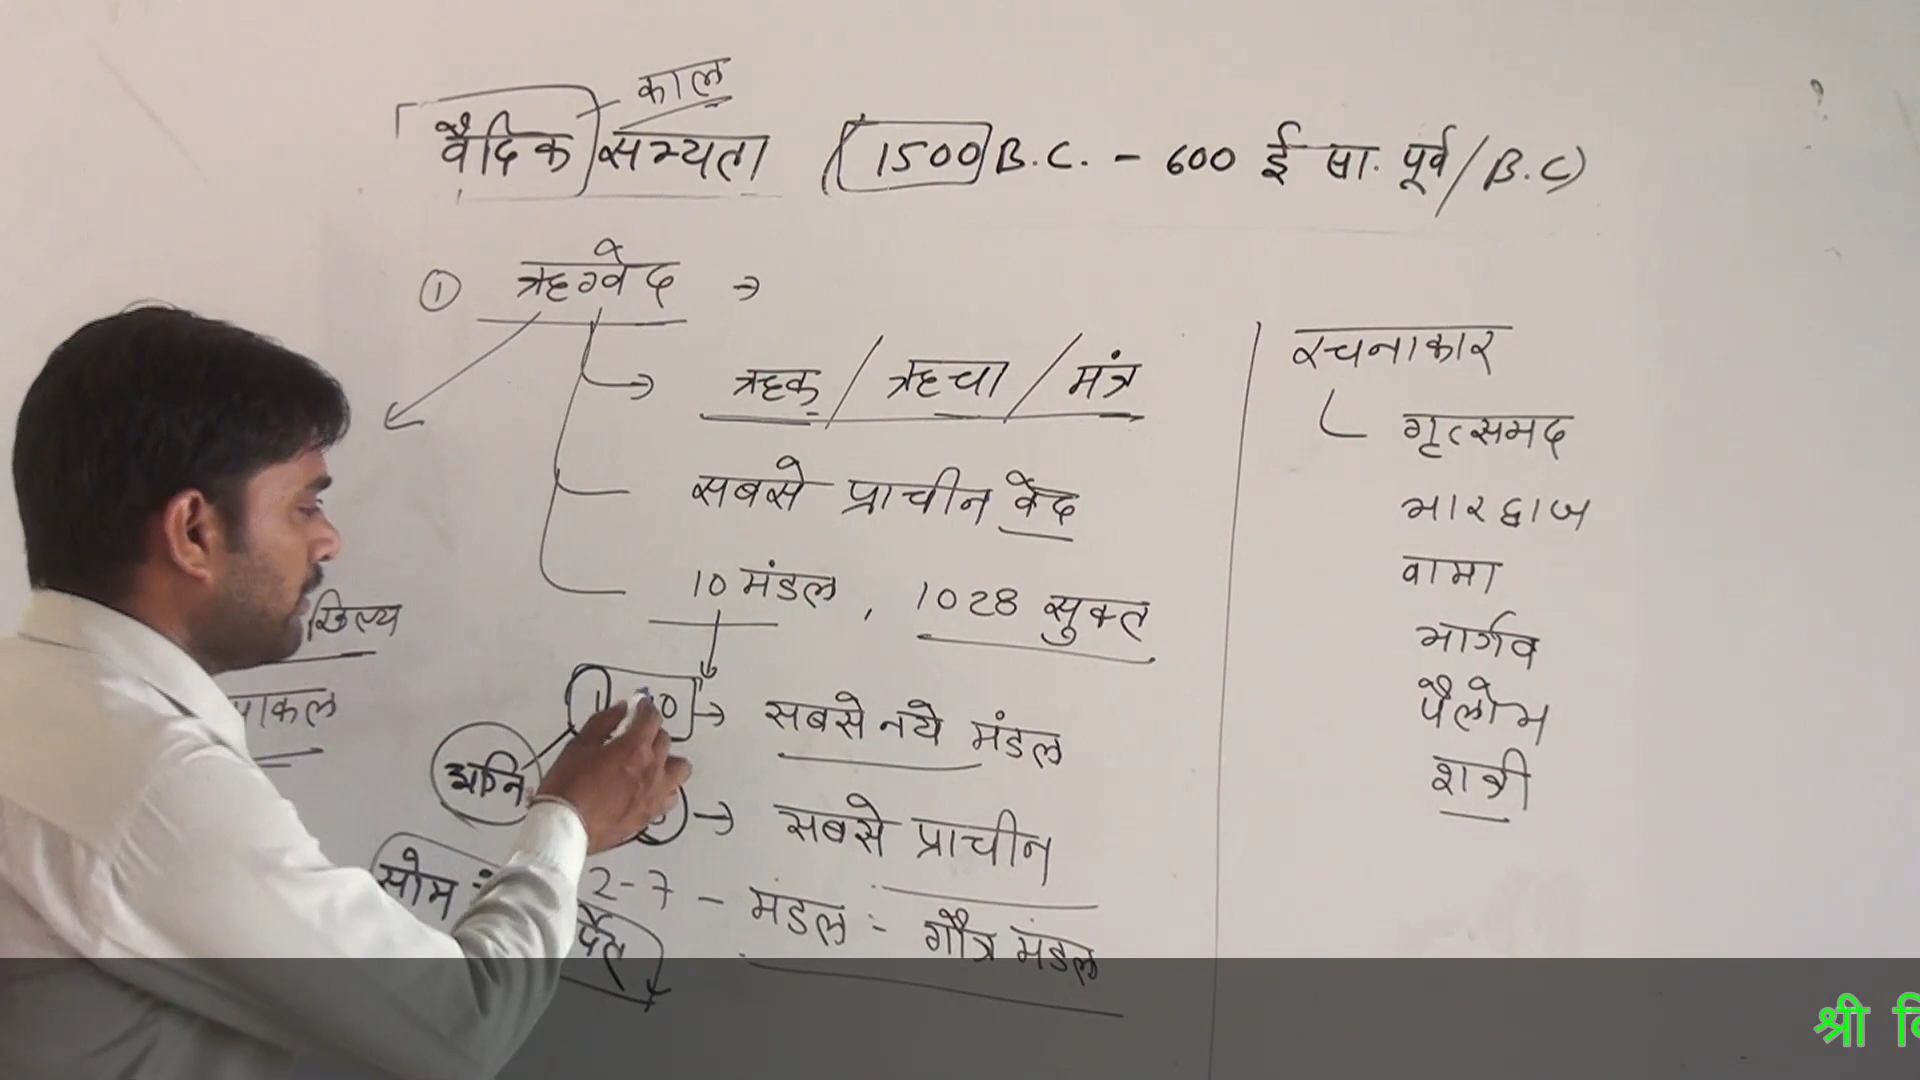 काल
वैदिक सभ्यता (1500 B.C. - 600 ई सा. पूर्व / B.C)
① ऋग्वेद →
→ ऋक / ऋचा / मंत्र
सबसे प्राचीन वेद
10 मंडल, 1028 सुक्त
→ सबसे नये मंडल
अग्नि
→ सबसे प्राचीन
सोम
2-7 - मंडल = गौत्र मंडल
रचनाकार
गृत्समद
भारद्वाज
वामा
भार्गव
पैलोम
शत्री
श्री